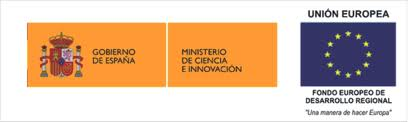 GOBIERNO
DE ESPAÑA
MINISTERIO
DE CIENCIA
E INNOVACIÓN
UNIÓN EUROPEA
FONDO EUROPEO DE
DESARROLLO REGIONAL
"Una manera de hacer Europa"